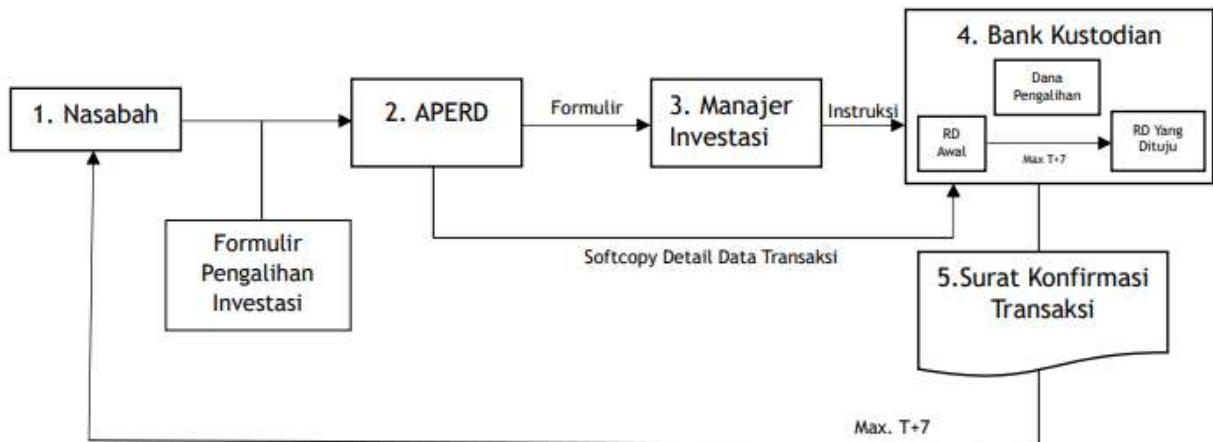 4. Bank Kustodian
Dana
Pengalihan
1. Nasabah
2. APERD
Formulir
3. Manajer
Investasi
Instruksi
RD
Awal
Max T+7
RD Yang
Dituju
Formulir
Pengalihan
Investasi
Softcopy Detail Data Transaksi
5.Surat Konfirmasi
Transaksi
Max. T+7